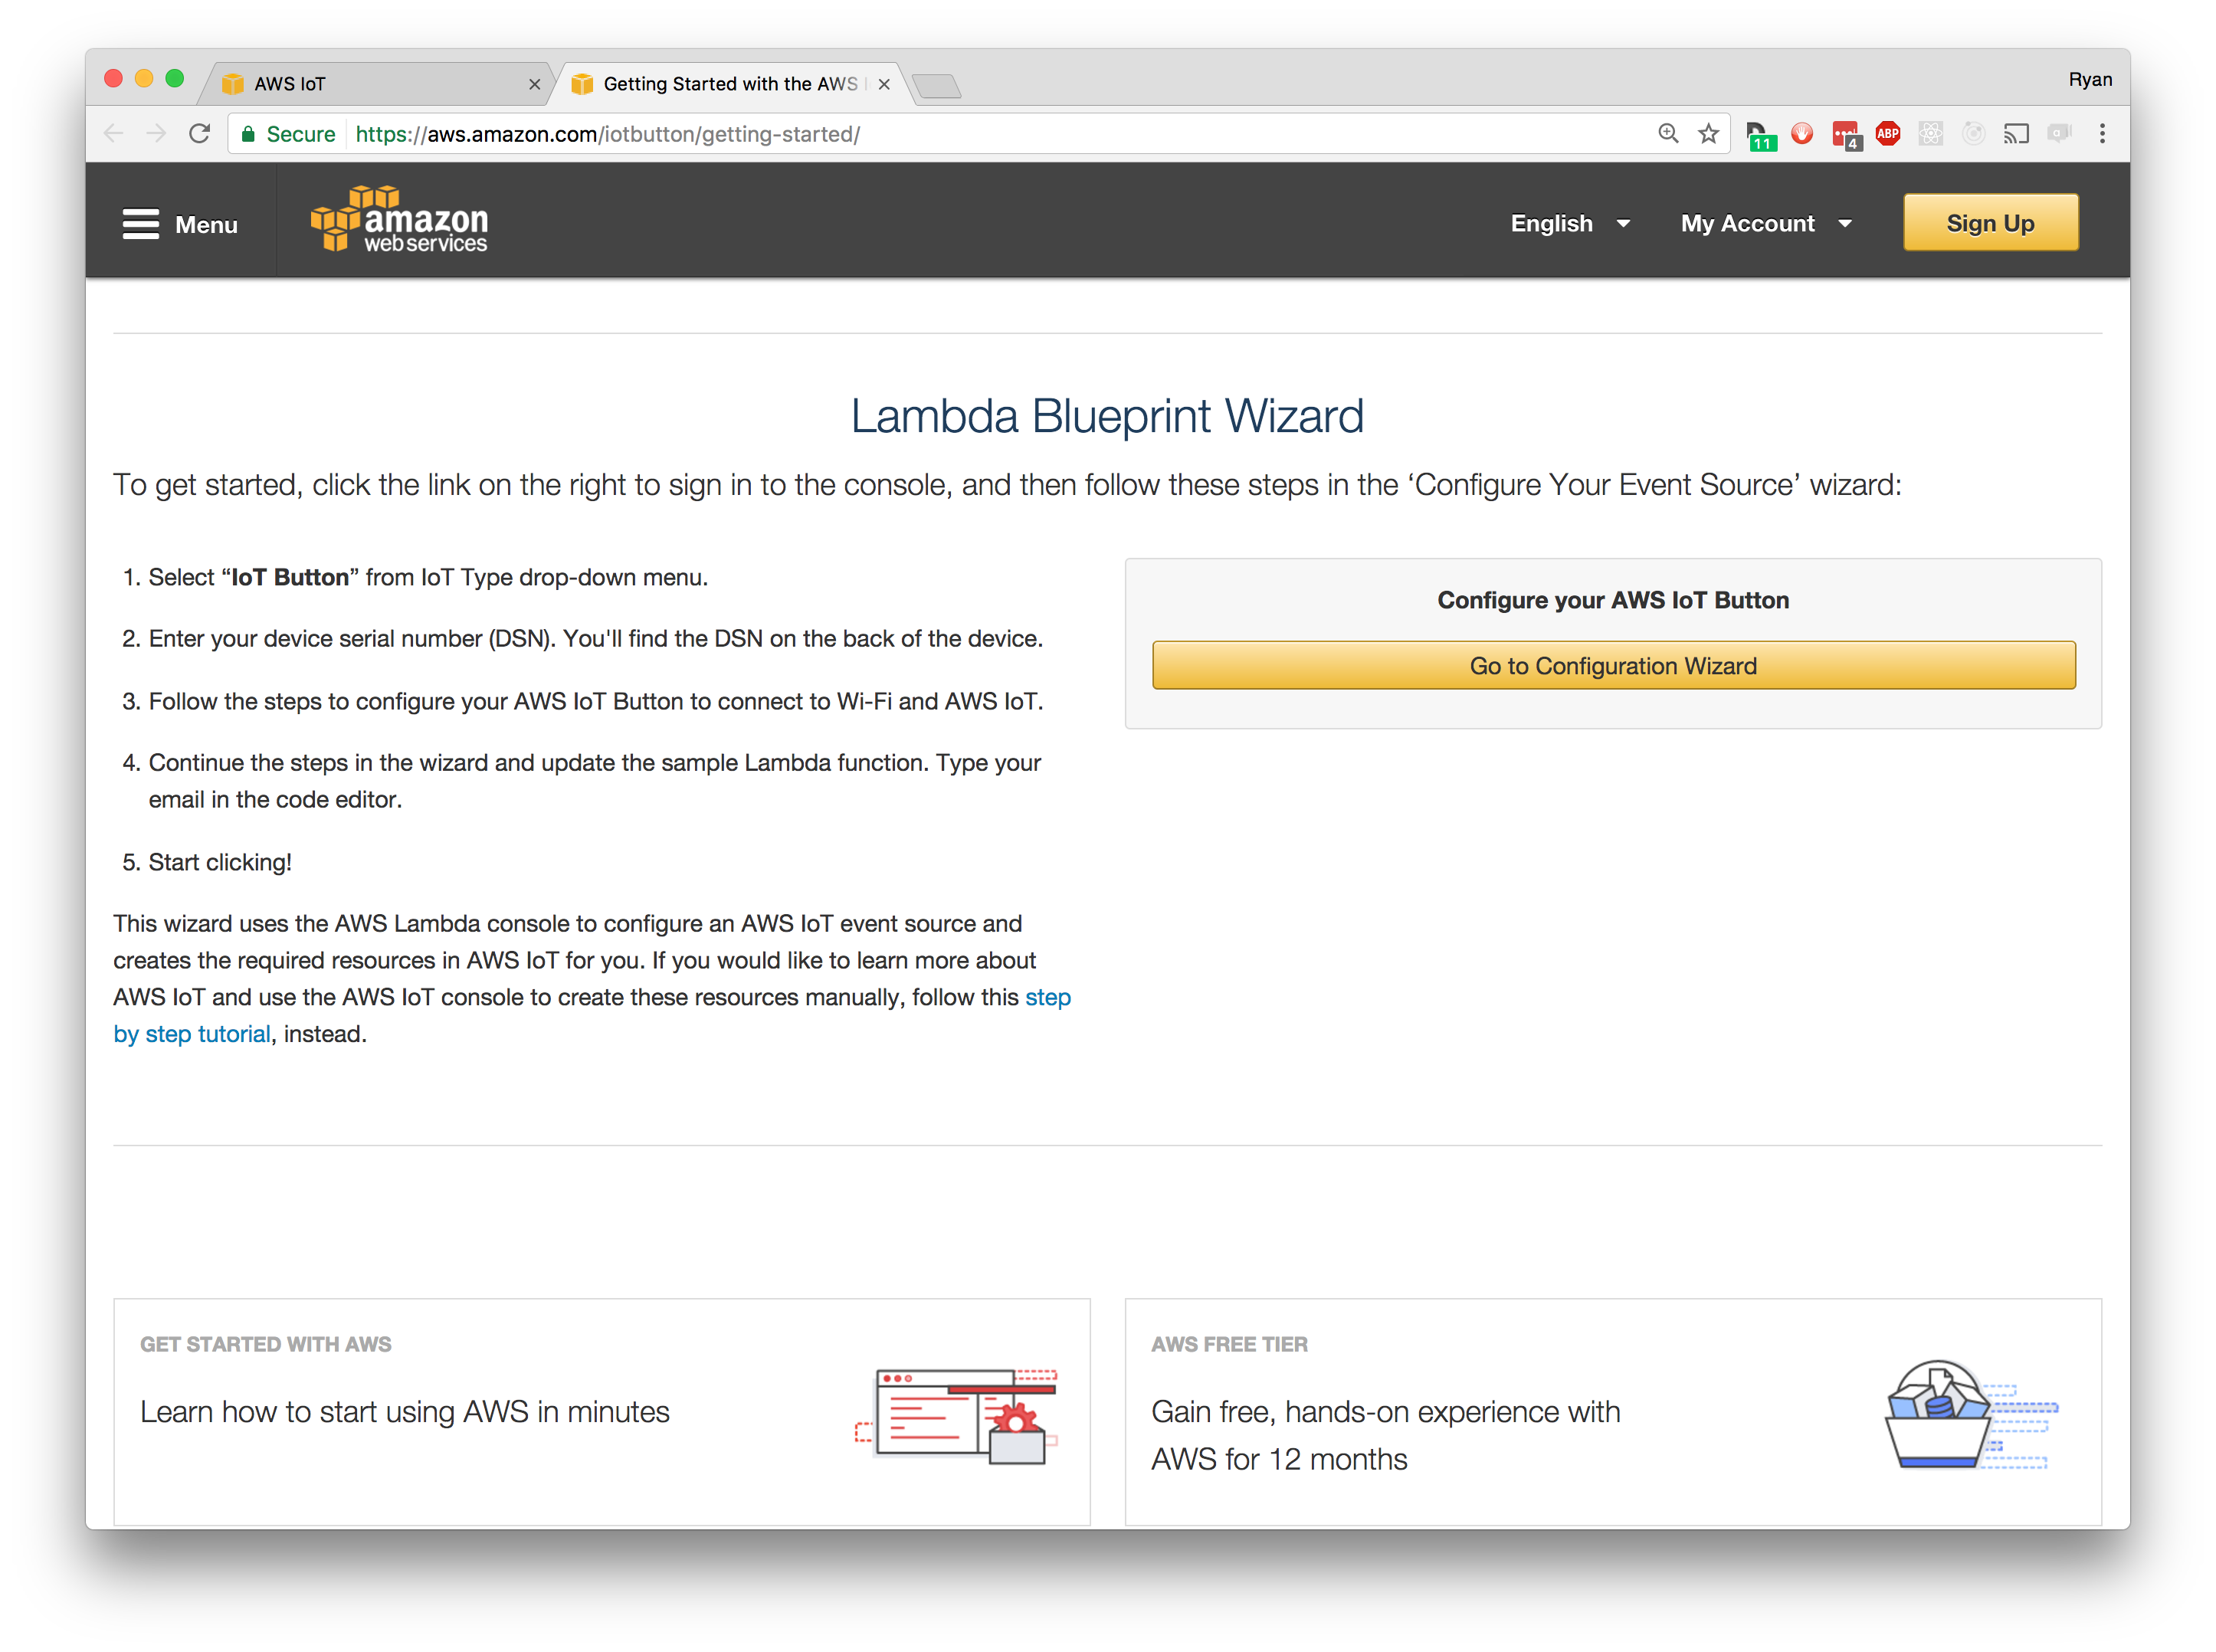 AWS IoT
Getting Started with the AWS
Ryan
Secure https://aws.amazon.com/iotbutton/getting-started/
11
4
ABP
Menu
amazon
web services
English
My Account
Sign Up
Lambda Blueprint Wizard
To get started, click the link on the right to sign in to the console, and then follow these steps in the ‘Configure Your Event Source’ wizard:
1. Select “IoT Button” from IoT Type drop-down menu.
2. Enter your device serial number (DSN). You'll find the DSN on the back of the device.
3. Follow the steps to configure your AWS IoT Button to connect to Wi-Fi and AWS IoT.
4. Continue the steps in the wizard and update the sample Lambda function. Type your
email in the code editor.
5. Start clicking!
This wizard uses the AWS Lambda console to configure an AWS IoT event source and
creates the required resources in AWS IoT for you. If you would like to learn more about
AWS IoT and use the AWS IoT console to create these resources manually, follow this step
by step tutorial, instead.
Configure your AWS IoT Button
Go to Configuration Wizard
GET STARTED WITH AWS
Learn how to start using AWS in minutes
AWS FREE TIER
Gain free, hands-on experience with
AWS for 12 months